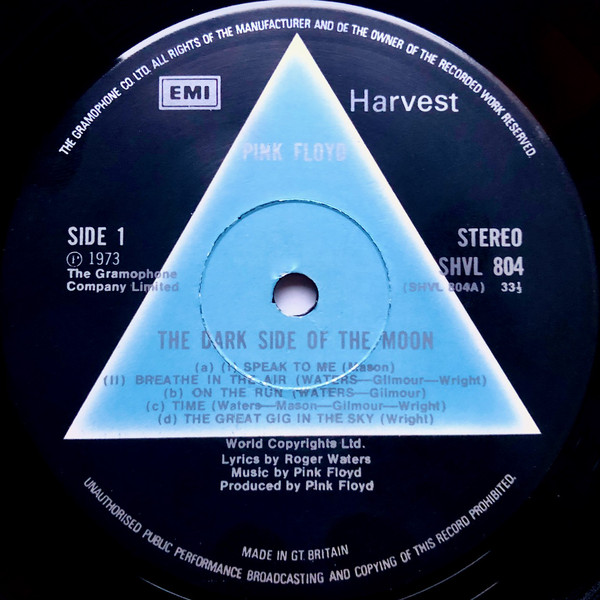 THE GRAMOPHONE CO. LTD. ALL RIGHTS OF THE MANUFACTURER AND OF THE OWNER OF THE RECORDED WORK RESERVED.
EMI
Harvest
PINK FLOYD
SIDE 1
STEREO
Ⓟ 1973
SHVL 804
The Gramophone
Company Limited
(SHVL 804A) 33⅓
THE DARK SIDE OF THE MOON
(a) (I) SPEAK TO ME (Mason)
(II) BREATHE IN THE AIR (WATERS—Gilmour—Wright)
(b) ON THE RUN (WATERS—Gilmour)
(c) TIME (Waters—Mason—Gilmour—Wright)
(d) THE GREAT GIG IN THE SKY (Wright)
World Copyrights Ltd.
Lyrics by Roger Waters
Music by Pink Floyd
Produced by Pink Floyd
MADE IN GT. BRITAIN
UNAUTHORISED PUBLIC PERFORMANCE BROADCASTING AND COPYING OF THIS RECORD PROHIBITED.